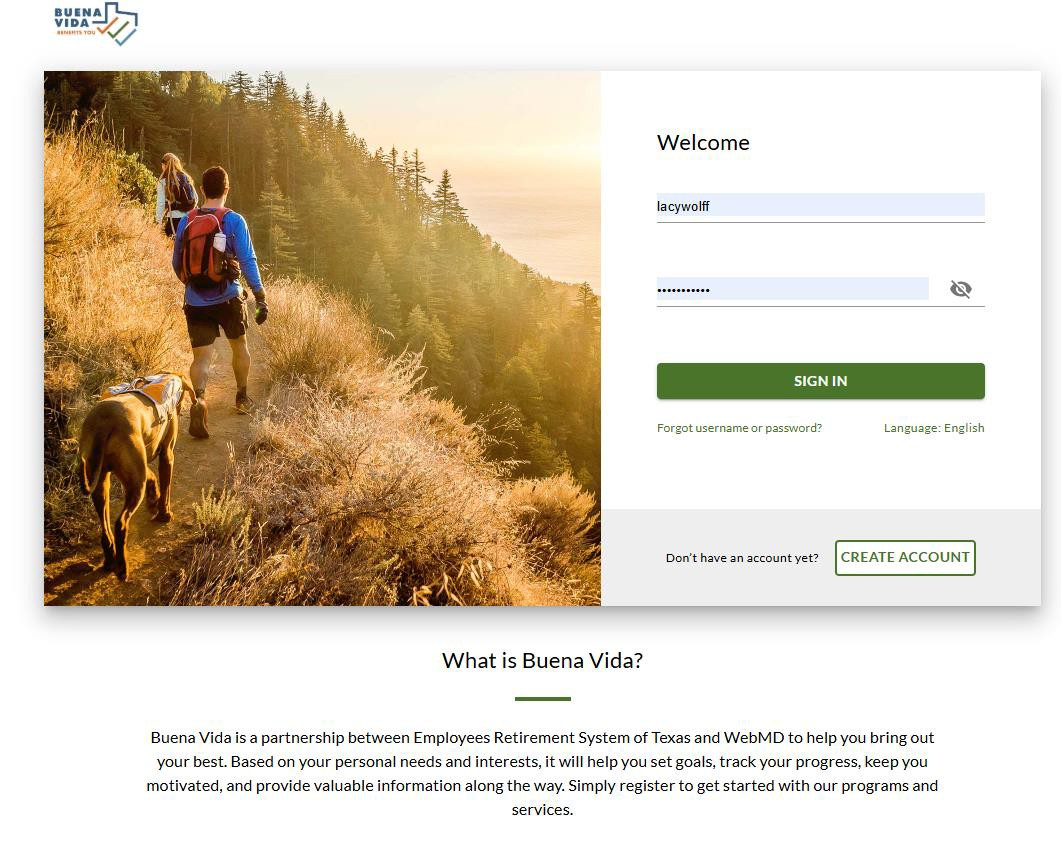 BUENA
VIDA
BENEFITS YOU
Welcome
lacywolff
•••••••••••
SIGN IN
Forgot username or password?
Language: English
Don’t have an account yet?
CREATE ACCOUNT
What is Buena Vida?
Buena Vida is a partnership between Employees Retirement System of Texas and WebMD to help you bring out
your best. Based on your personal needs and interests, it will help you set goals, track your progress, keep you
motivated, and provide valuable information along the way. Simply register to get started with our programs and
services.